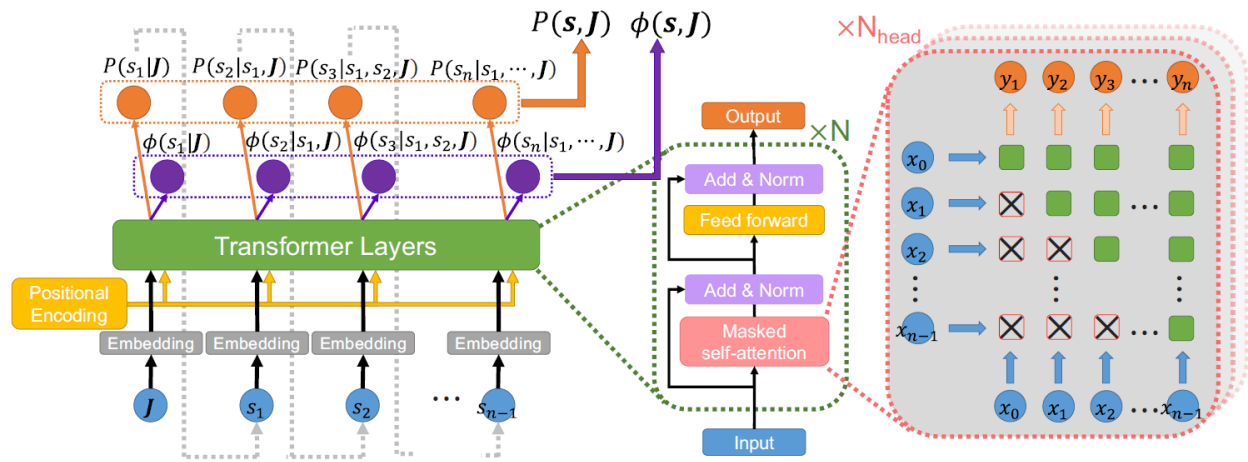 P(s, J) ϕ(s, J)
P(s₁|J) P(s₂|s₁, J) P(s₃|s₁, s₂, J) P(sₙ|s₁, ⋯, J)
ϕ(s₁|J) ϕ(s₂|s₁, J) ϕ(s₃|s₁, s₂, J) ϕ(sₙ|s₁, ⋯, J)
Transformer Layers
Positional
Encoding
Embedding Embedding Embedding Embedding
J s₁ s₂ ⋯ sₙ₋₁
Output
×N
Add & Norm
Feed forward
Add & Norm
Masked
self-attention
Input
×N_head
y₁ y₂ y₃ ⋯ yₙ
x₀
x₁ ⋯
x₂
⋮ ⋮ ⋮
xₙ₋₁ ⋯
x₀ x₁ x₂ ⋯ xₙ₋₁